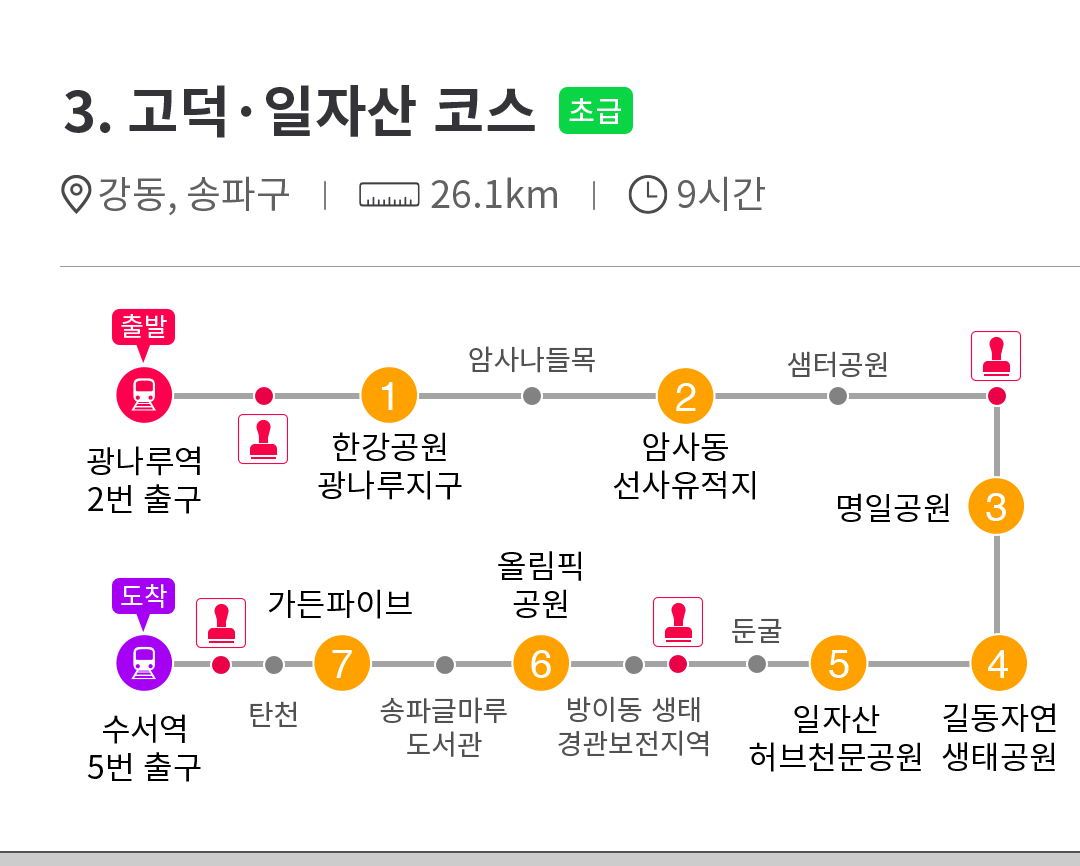 3. 고덕·일자산 코스 초급
강동, 송파구 | 26.1km | 9시간
출발
광나루역
2번 출구
1
한강공원
광나루지구
암사나들목
2
암사동
선사유적지
샘터공원
명일공원 3
4
길동자연
생태공원
5
일자산
허브천문공원
둔굴
방이동 생태
경관보전지역
올림픽
공원
6
송파글마루
도서관
가든파이브
7
탄천
도착
수서역
5번 출구